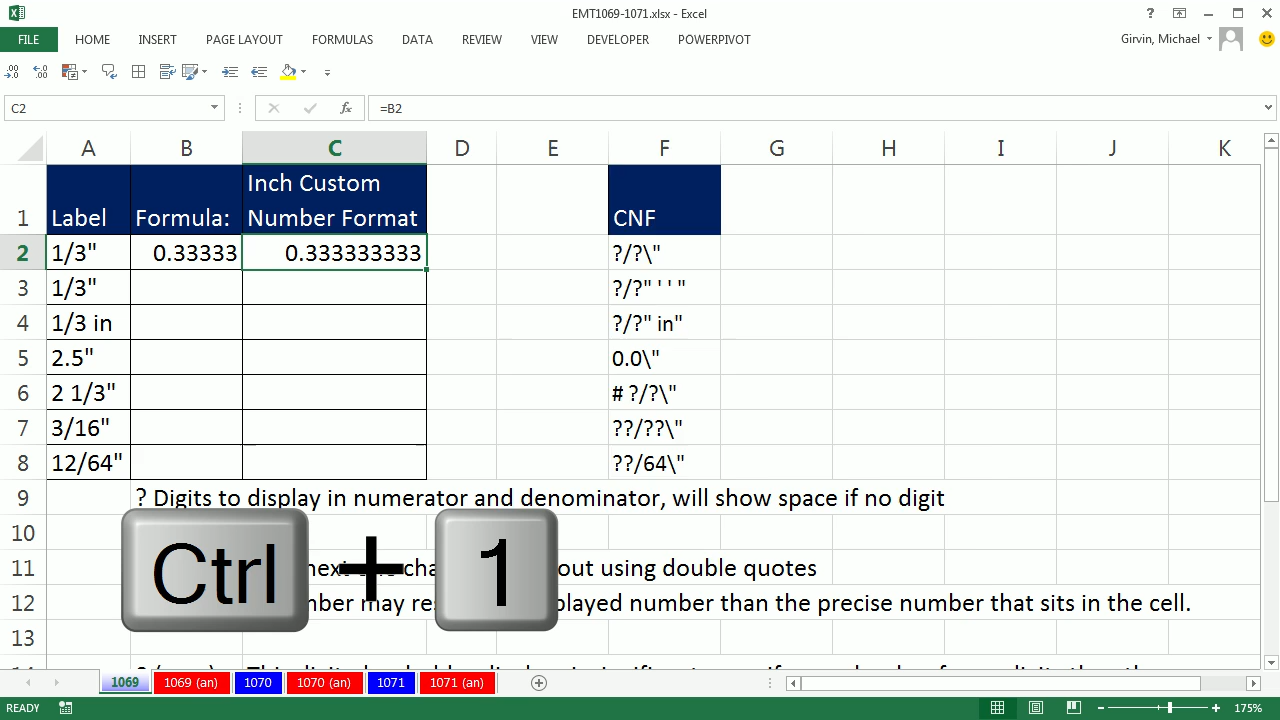 EMT1069-1071.xlsx - Excel
?
FILE HOME INSERT PAGE LAYOUT FORMULAS DATA REVIEW VIEW DEVELOPER POWERPIVOT Girvin, Michael
C2 fx =B2
A B C D E F G H I J K
Inch Custom
1 Label Formula: Number Format CNF
2 1/3" 0.33333 0.333333333 ?/?\"
3 1/3" ?/?" ' ' "
4 1/3 in ?/?" in"
5 2.5" 0.0\"
6 2 1/3" # ?/?\"
7 3/16" ??/??\"
8 12/64" ??/64\"
9 ? Digits to display in numerator and denominator, will show space if no digit
10
Ctrl + 1
11 out using double quotes
12 number than the precise number that sits in the cell.
13
1069 1069 (an) 1070 1070 (an) 1071 1071 (an)
READY 175%